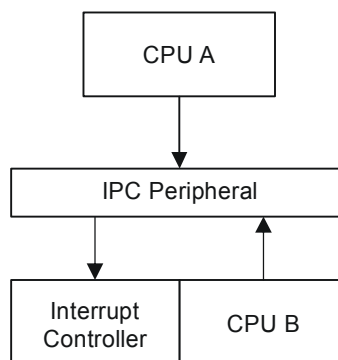 CPU A
IPC Peripheral
Interrupt
Controller
CPU B